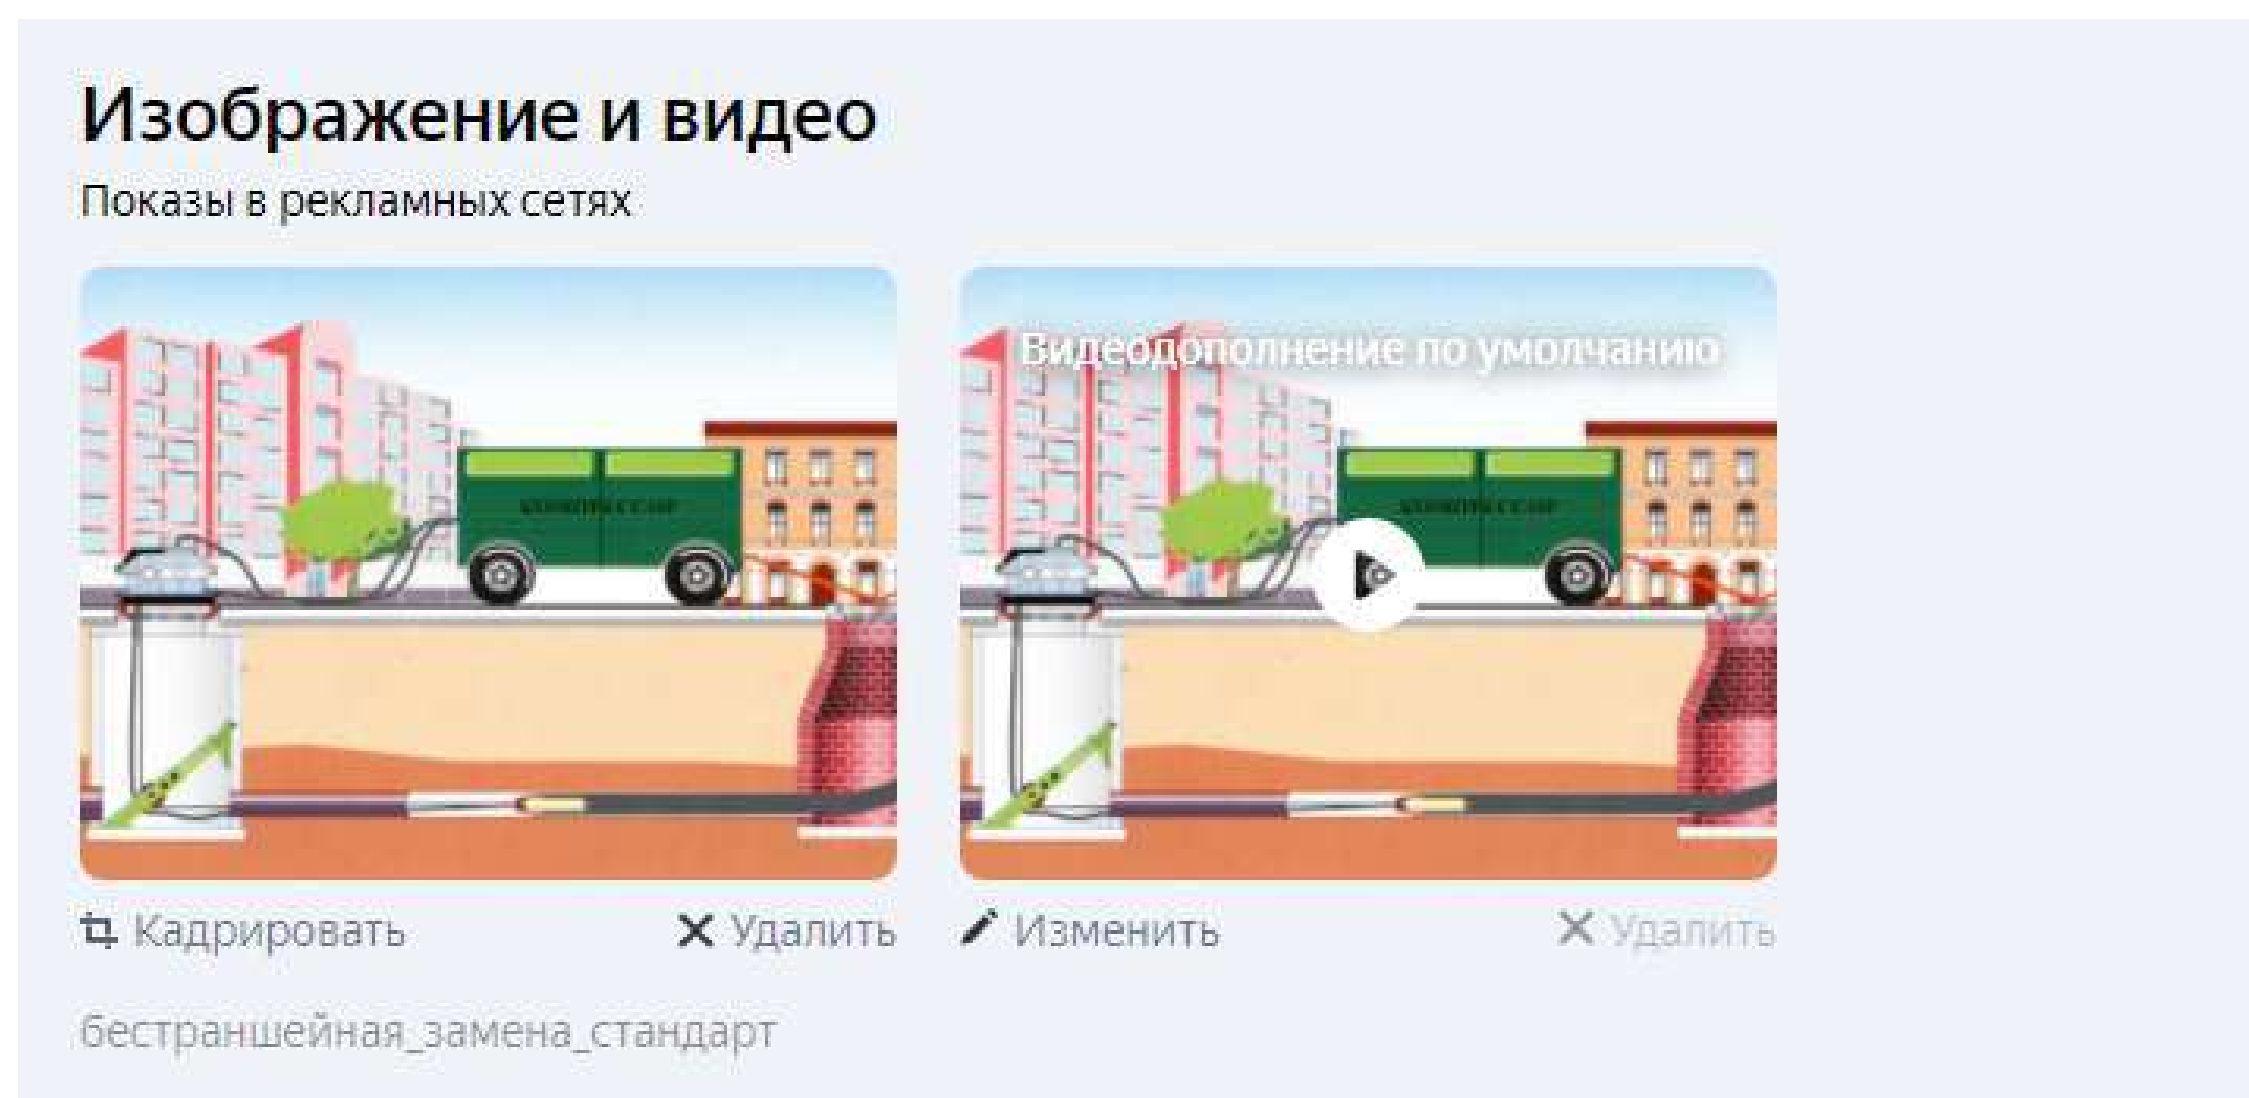 Изображение и видео
Показы в рекламных сетях
Видеодополнение по умолчанию
Кадрировать
Удалить
Изменить
Удалить
бестраншейная_замена_стандарт